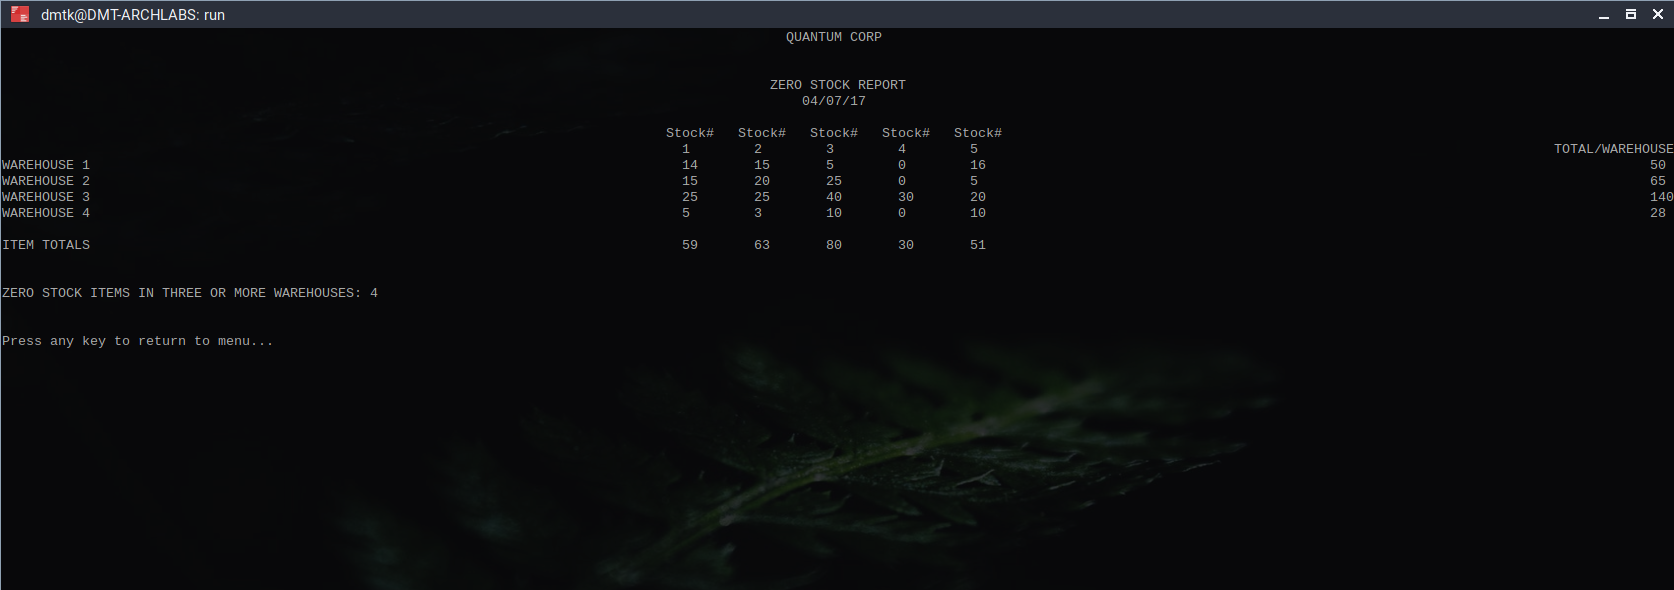 dmtk@DMT-ARCHLABS: run
QUANTUM CORP
ZERO STOCK REPORT
04/07/17
Stock# Stock# Stock# Stock# Stock#
1 2 3 4 5 TOTAL/WAREHOUSE
WAREHOUSE 1 14 15 5 0 16 50
WAREHOUSE 2 15 20 25 0 5 65
WAREHOUSE 3 25 25 40 30 20 140
WAREHOUSE 4 5 3 10 0 10 28
ITEM TOTALS 59 63 80 30 51
ZERO STOCK ITEMS IN THREE OR MORE WAREHOUSES: 4
Press any key to return to menu...